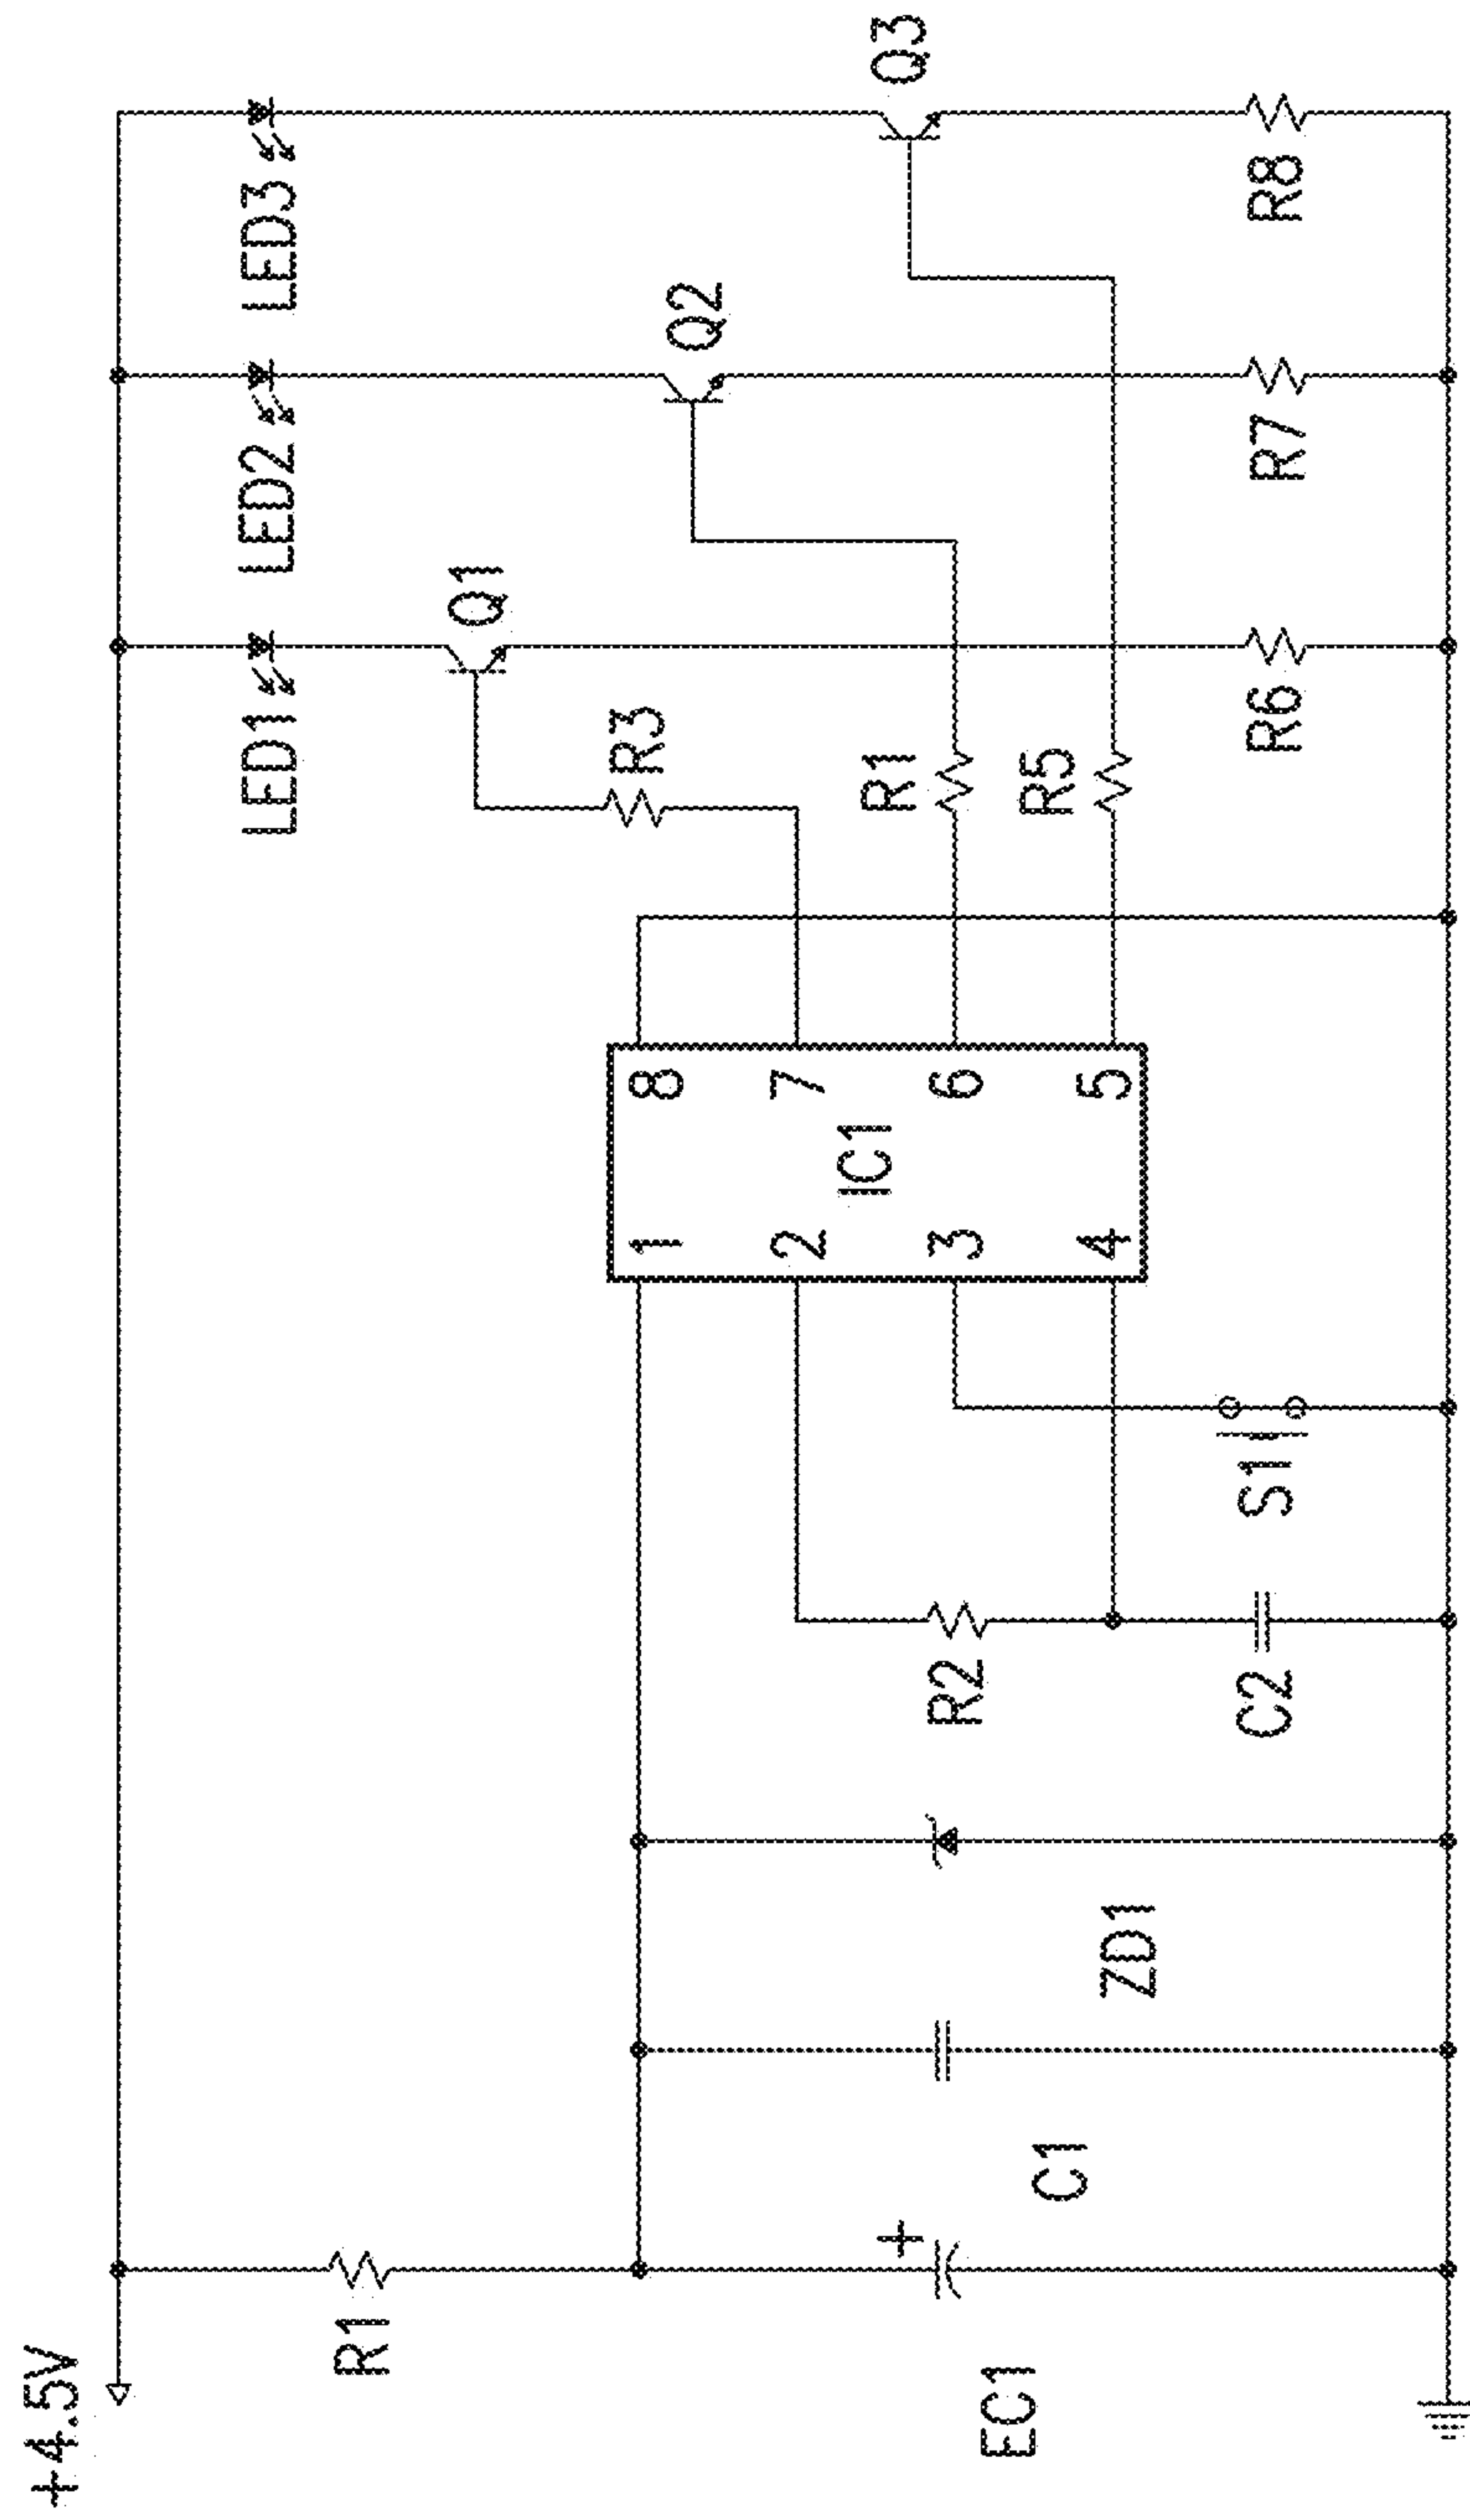 +4.5V
R1
EC1
C1
ZD1
R2
C2
S1
1
2
3
4
IC1
8
7
6
5
R3
R1
R5
LED1
Q1
R6
LED2
Q2
R7
LED3
Q3
R8
+